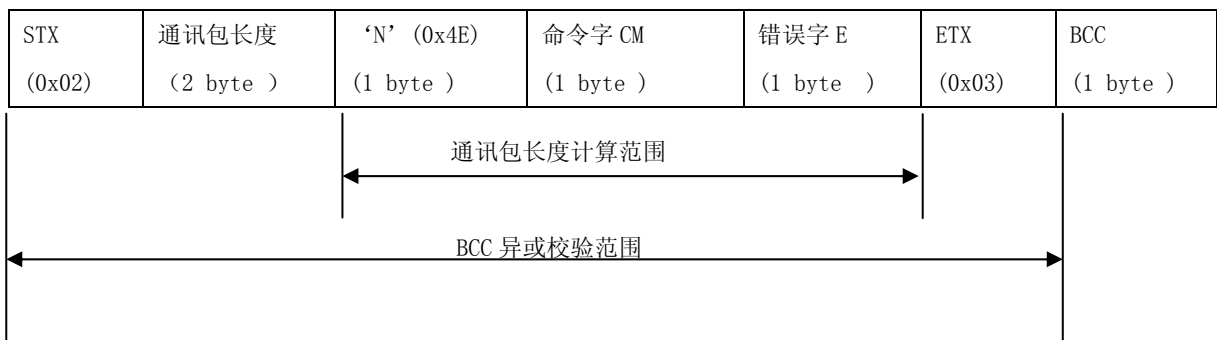 STX 通讯包长度 ‘N’(0x4E) 命令字 CM 错误字 E ETX BCC
(0x02) （2 byte ） (1 byte ) (1 byte ) (1 byte ) (0x03) (1 byte )
通讯包长度计算范围
BCC 异或校验范围